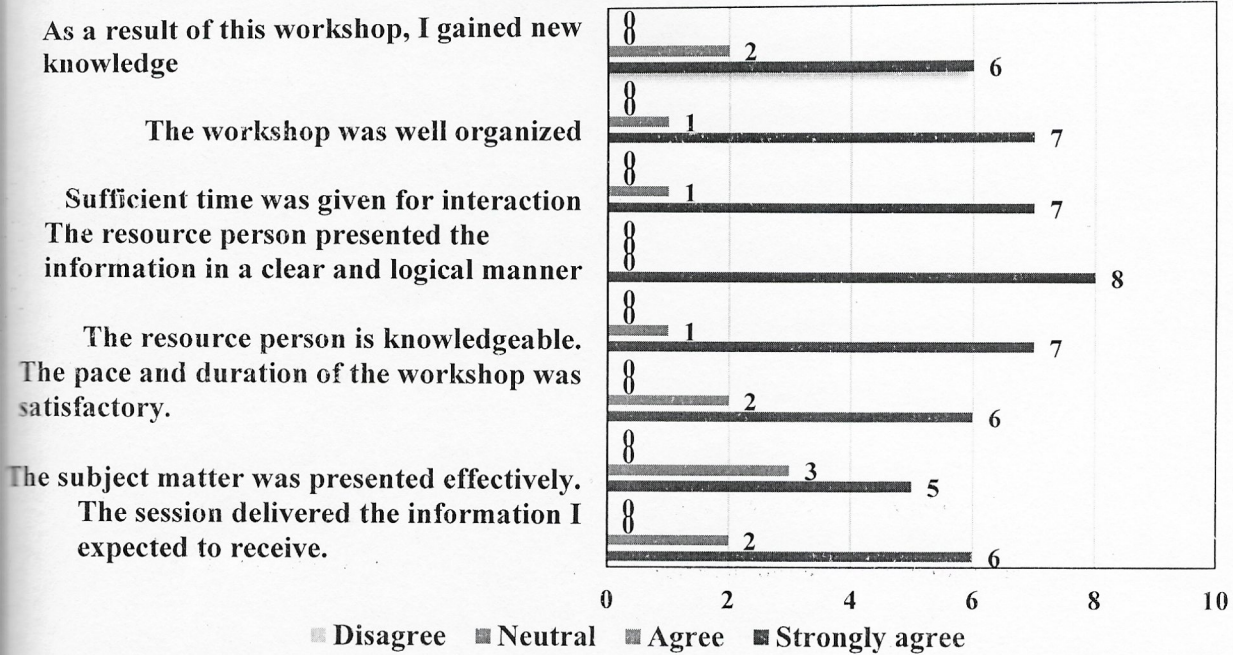 As a result of this workshop, I gained new
knowledge
0
0
2
6
The workshop was well organized
0
0
1
7
Sufficient time was given for interaction
0
0
1
7
The resource person presented the
information in a clear and logical manner
0
0
0
8
The resource person is knowledgeable.
0
0
1
7
The pace and duration of the workshop was
satisfactory.
0
0
2
6
The subject matter was presented effectively.
0
0
3
5
The session delivered the information I
expected to receive.
0
0
2
6
0 2 4 6 8 10
Disagree Neutral Agree Strongly agree